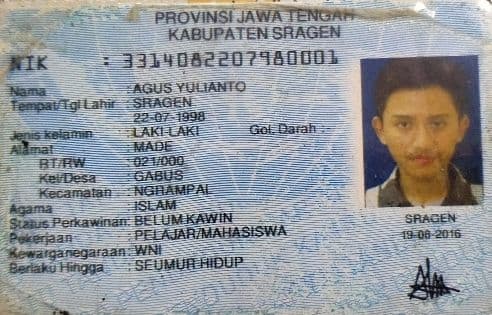 PROVINSI JAWA TENGAH
KABUPATEN SRAGEN
NIK : 3314082207980001
Nama : AGUS YULIANTO
Tempat/Tgl Lahir : SRAGEN
22-07-1998
Jenis kelamin : LAKI-LAKI Gol. Darah :
Alamat : MADE
RT/RW : 021/000
Kel/Desa : GABUS
Kecamatan : NGRAMPAL
Agama : ISLAM
Status Perkawinan: BELUM KAWIN
Pekerjaan : PELAJAR/MAHASISWA
Kewarganegaraan: WNI
Berlaku Hingga : SEUMUR HIDUP
SRAGEN
19-08-2016